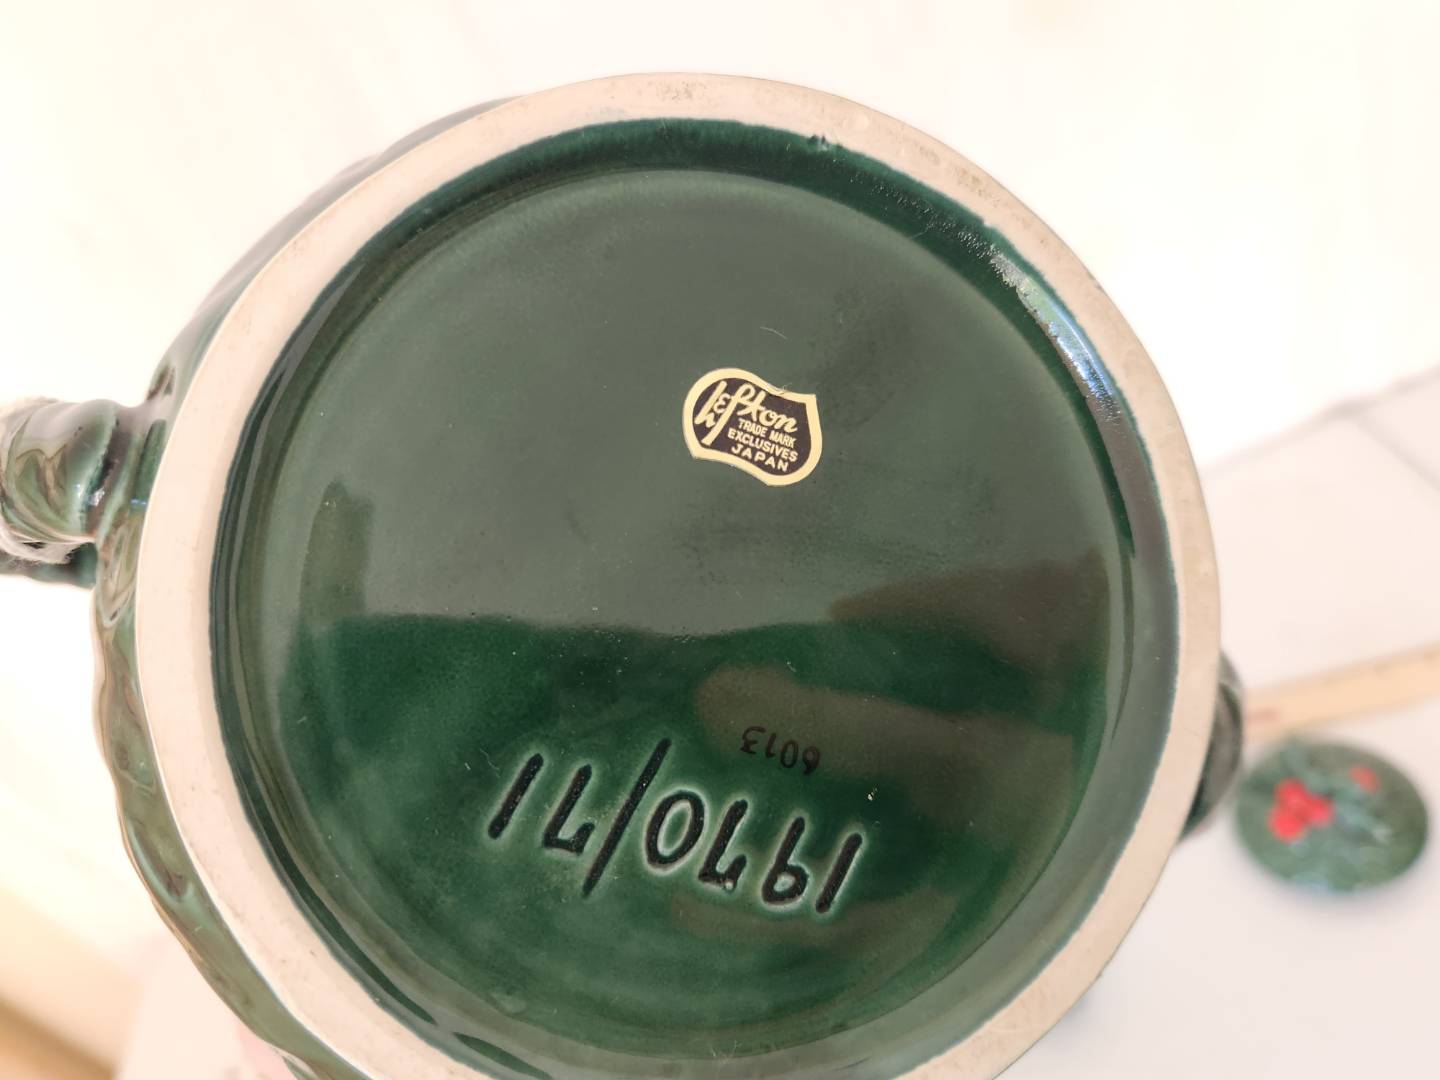 Lefton
TRADE MARK
EXCLUSIVES
JAPAN
6013
1970/71